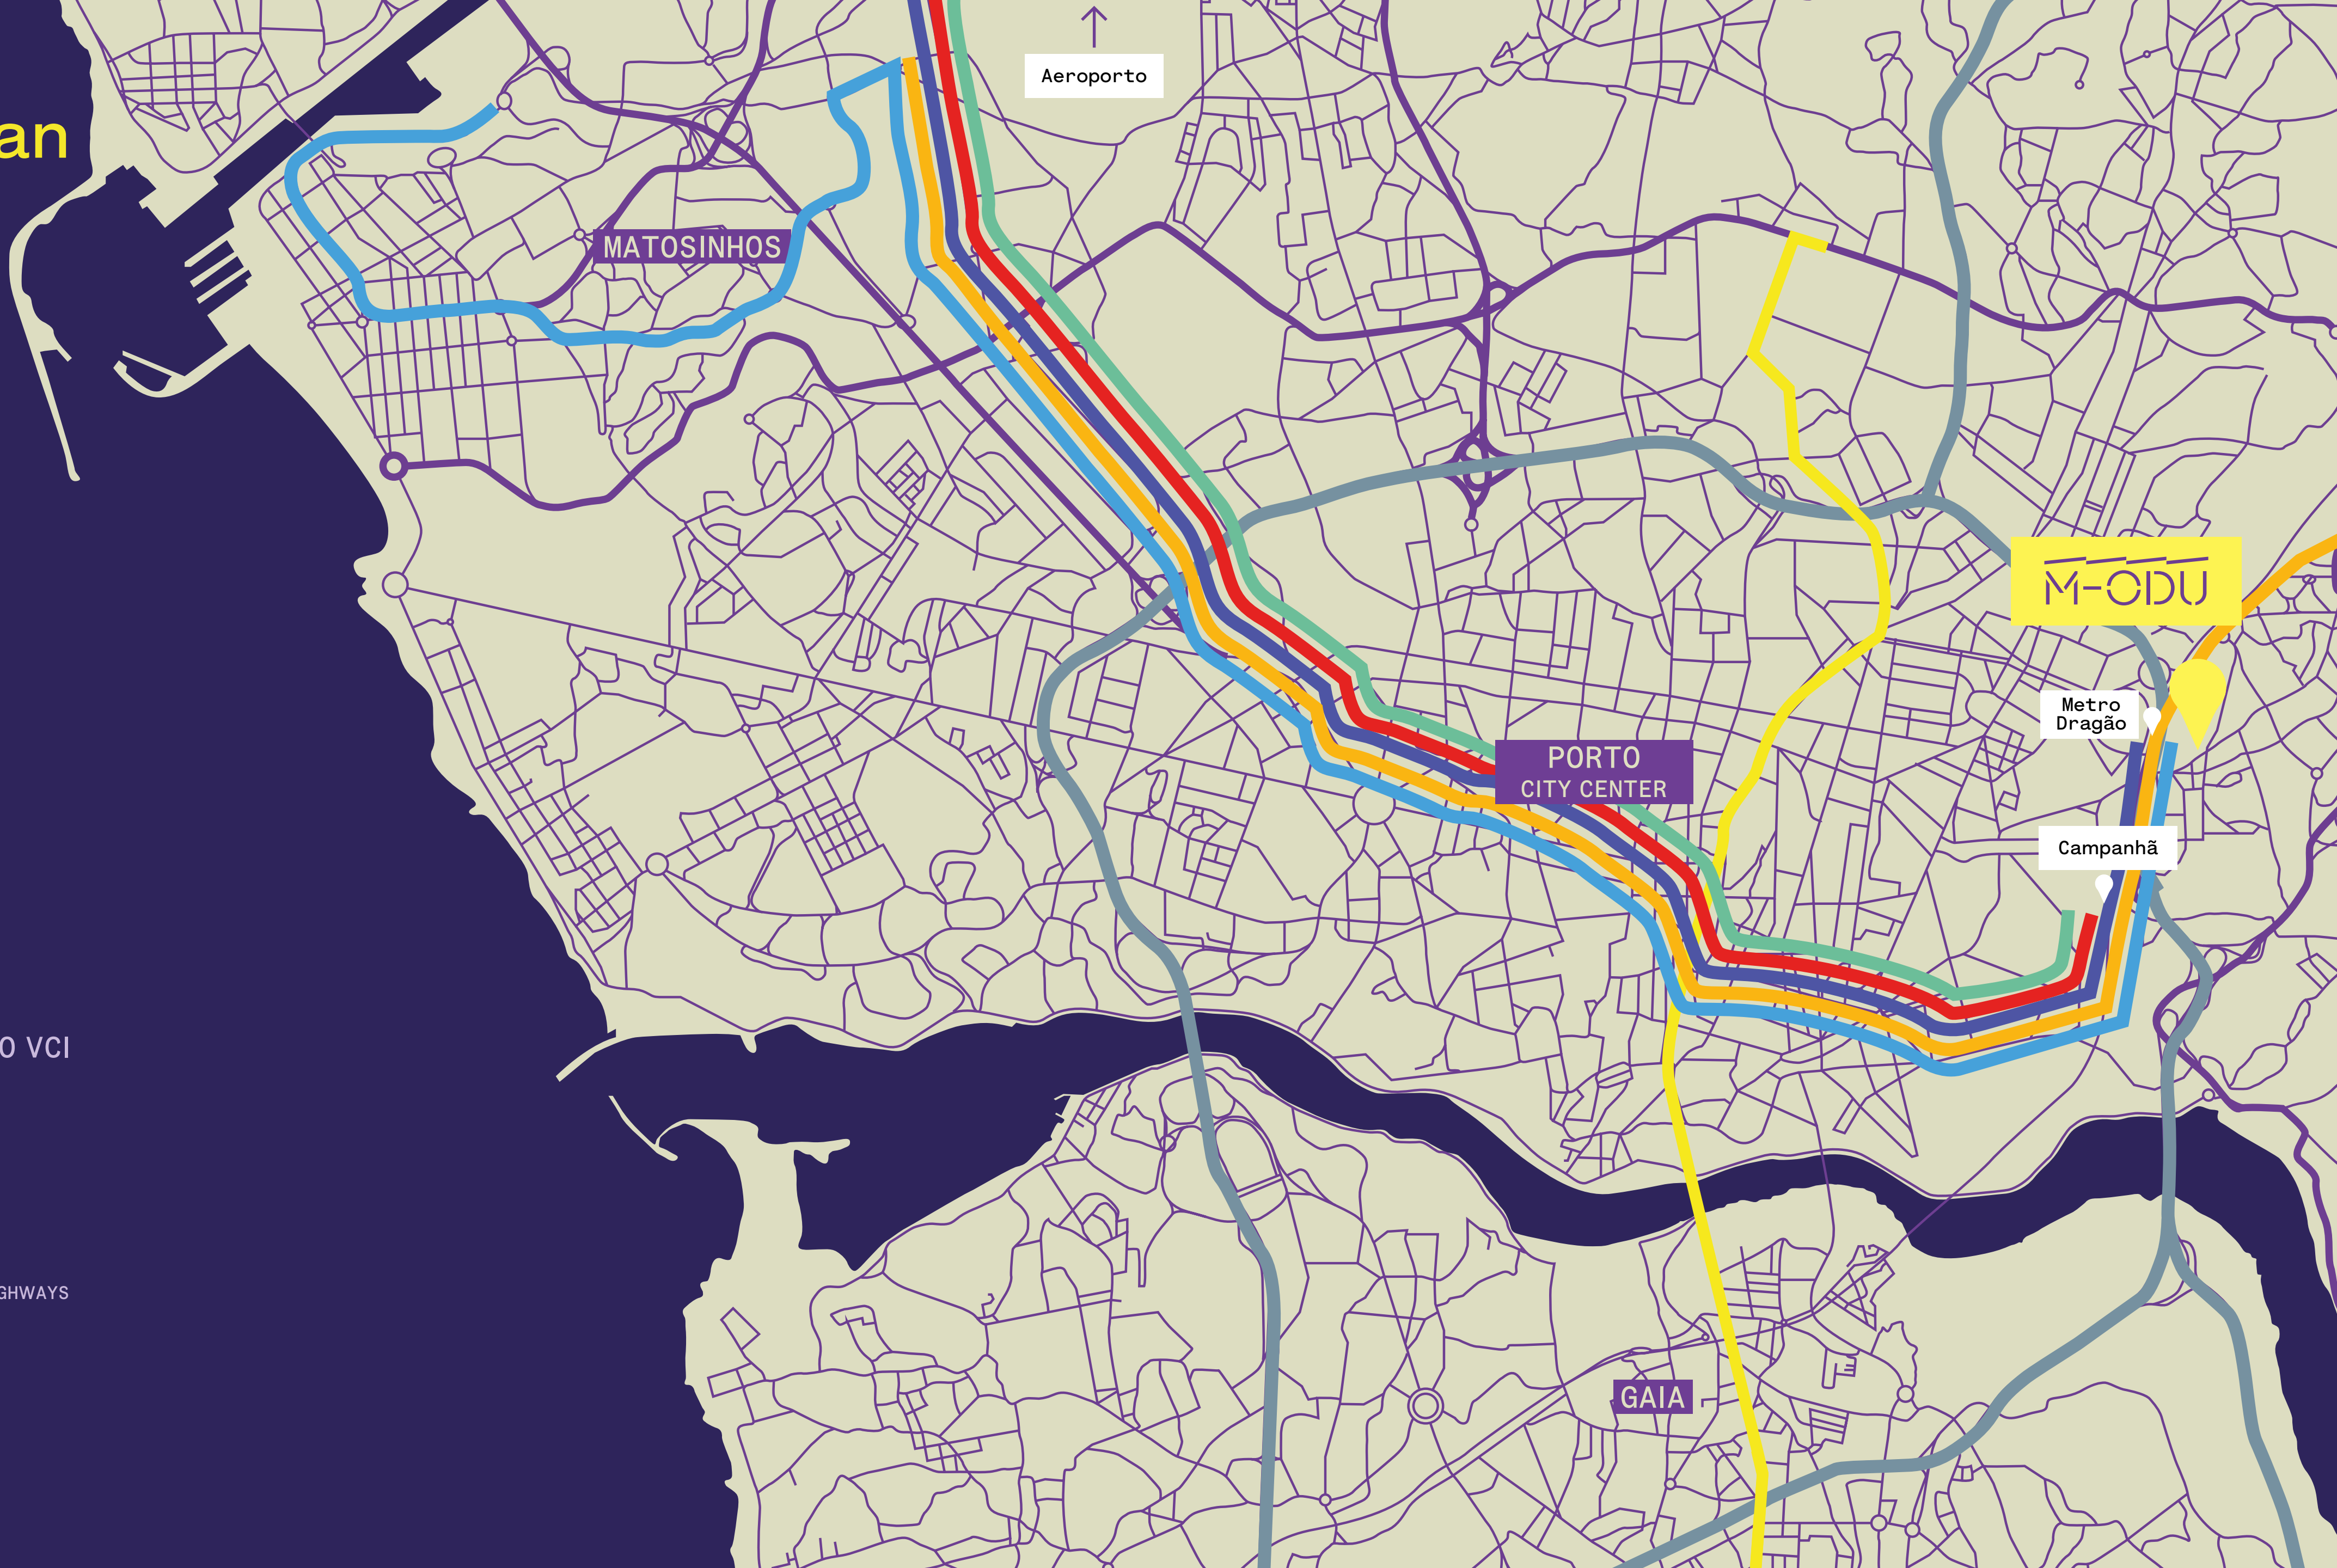 Aeroporto
an
MATOSINHOS
M-ODU
Metro
Dragão
PORTO
CITY CENTER
Campanhã
O VCI
GHWAYS
GAIA